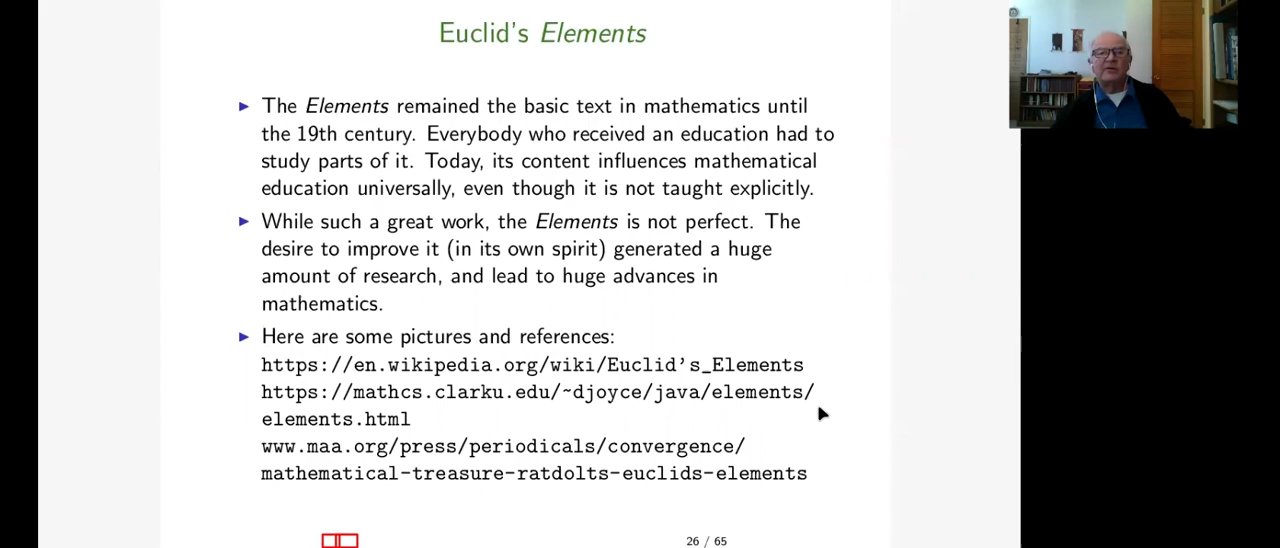 Euclid's Elements
▶ The Elements remained the basic text in mathematics until
the 19th century. Everybody who received an education had to
study parts of it. Today, its content influences mathematical
education universally, even though it is not taught explicitly.
▶ While such a great work, the Elements is not perfect. The
desire to improve it (in its own spirit) generated a huge
amount of research, and lead to huge advances in
mathematics.
▶ Here are some pictures and references:
https://en.wikipedia.org/wiki/Euclid's_Elements
https://mathcs.clarku.edu/~djoyce/java/elements/
elements.html
www.maa.org/press/periodicals/convergence/
mathematical-treasure-ratdolts-euclids-elements
26 / 65